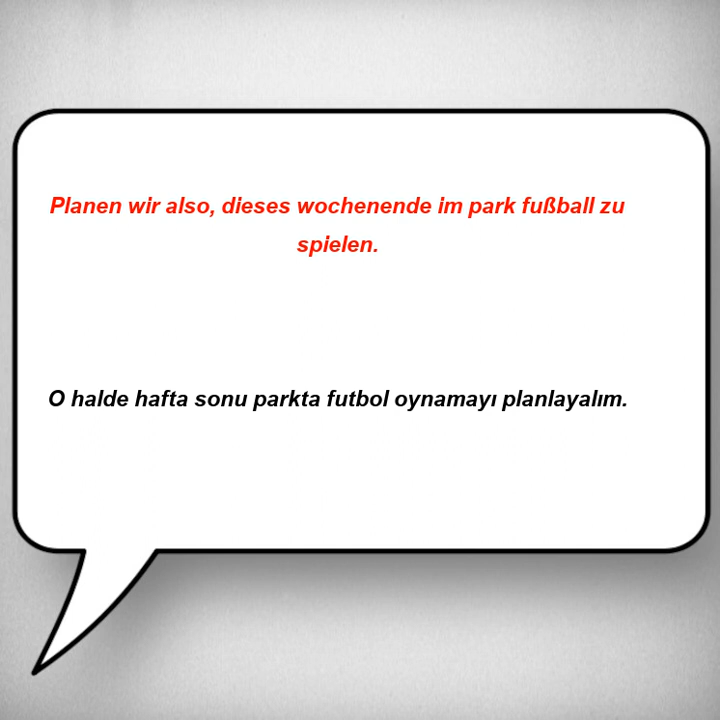 Planen wir also, dieses wochenende im park fußball zu
spielen.
O halde hafta sonu parkta futbol oynamayı planlayalım.